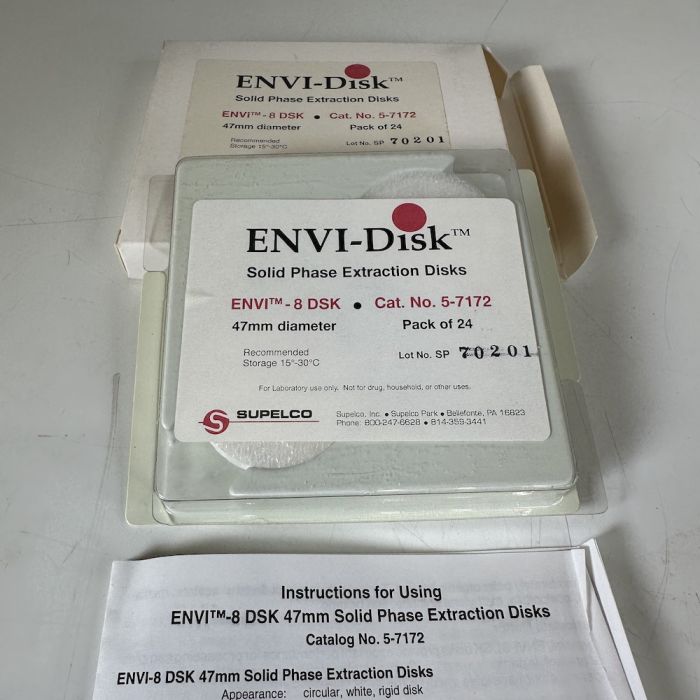 ENVI-Disk™
Solid Phase Extraction Disks
ENVI™-8 DSK • Cat. No. 5-7172
47mm diameter Pack of 24
Recommended
Storage 15°-30°C
Lot No. SP 70201
ENVI-Disk™
Solid Phase Extraction Disks
ENVI™-8 DSK • Cat. No. 5-7172
47mm diameter Pack of 24
Recommended
Storage 15°-30°C
Lot No. SP 70201
For Laboratory use only. Not for drug, household, or other uses.
SUPELCO
Supelco, Inc. • Supelco Park • Bellefonte, PA 16823
Phone: 800-247-6628 • 814-359-3441
Instructions for Using
ENVI™-8 DSK 47mm Solid Phase Extraction Disks
Catalog No. 5-7172
ENVI-8 DSK 47mm Solid Phase Extraction Disks
Appearance: circular, white, rigid disk